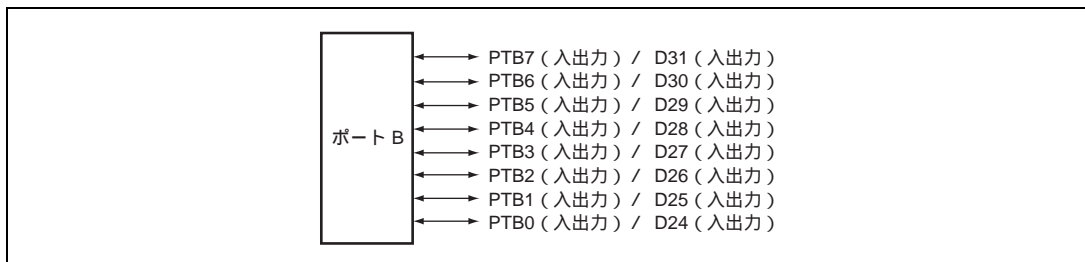 ポート B
PTB7 ( 入出力 ) / D31 ( 入出力 )
PTB6 ( 入出力 ) / D30 ( 入出力 )
PTB5 ( 入出力 ) / D29 ( 入出力 )
PTB4 ( 入出力 ) / D28 ( 入出力 )
PTB3 ( 入出力 ) / D27 ( 入出力 )
PTB2 ( 入出力 ) / D26 ( 入出力 )
PTB1 ( 入出力 ) / D25 ( 入出力 )
PTB0 ( 入出力 ) / D24 ( 入出力 )